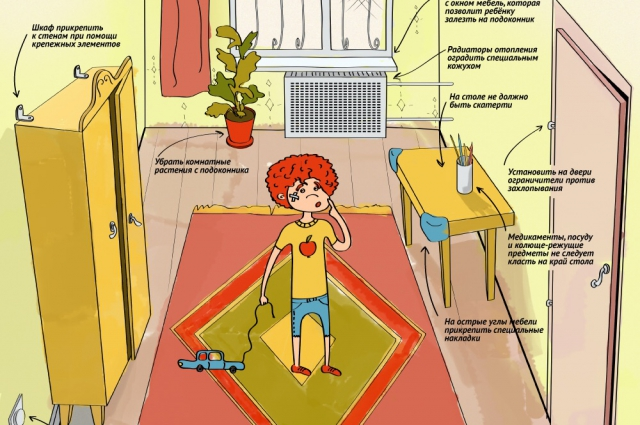 с окном мебель, которая
позволит ребёнку
залезть на подоконник
Шкаф прикрепить
к стенам при помощи
крепежных элементов
Радиаторы отопления
оградить специальным
кожухом
На столе не должно
быть скатерти
Убрать комнатные
растения с подоконника
Установить на двери
ограничители против
захлопывания
Медикаменты, посуду
и колюще-режущие
предметы не следует
класть на край стола
На острые углы мебели
прикрепить специальные
накладки